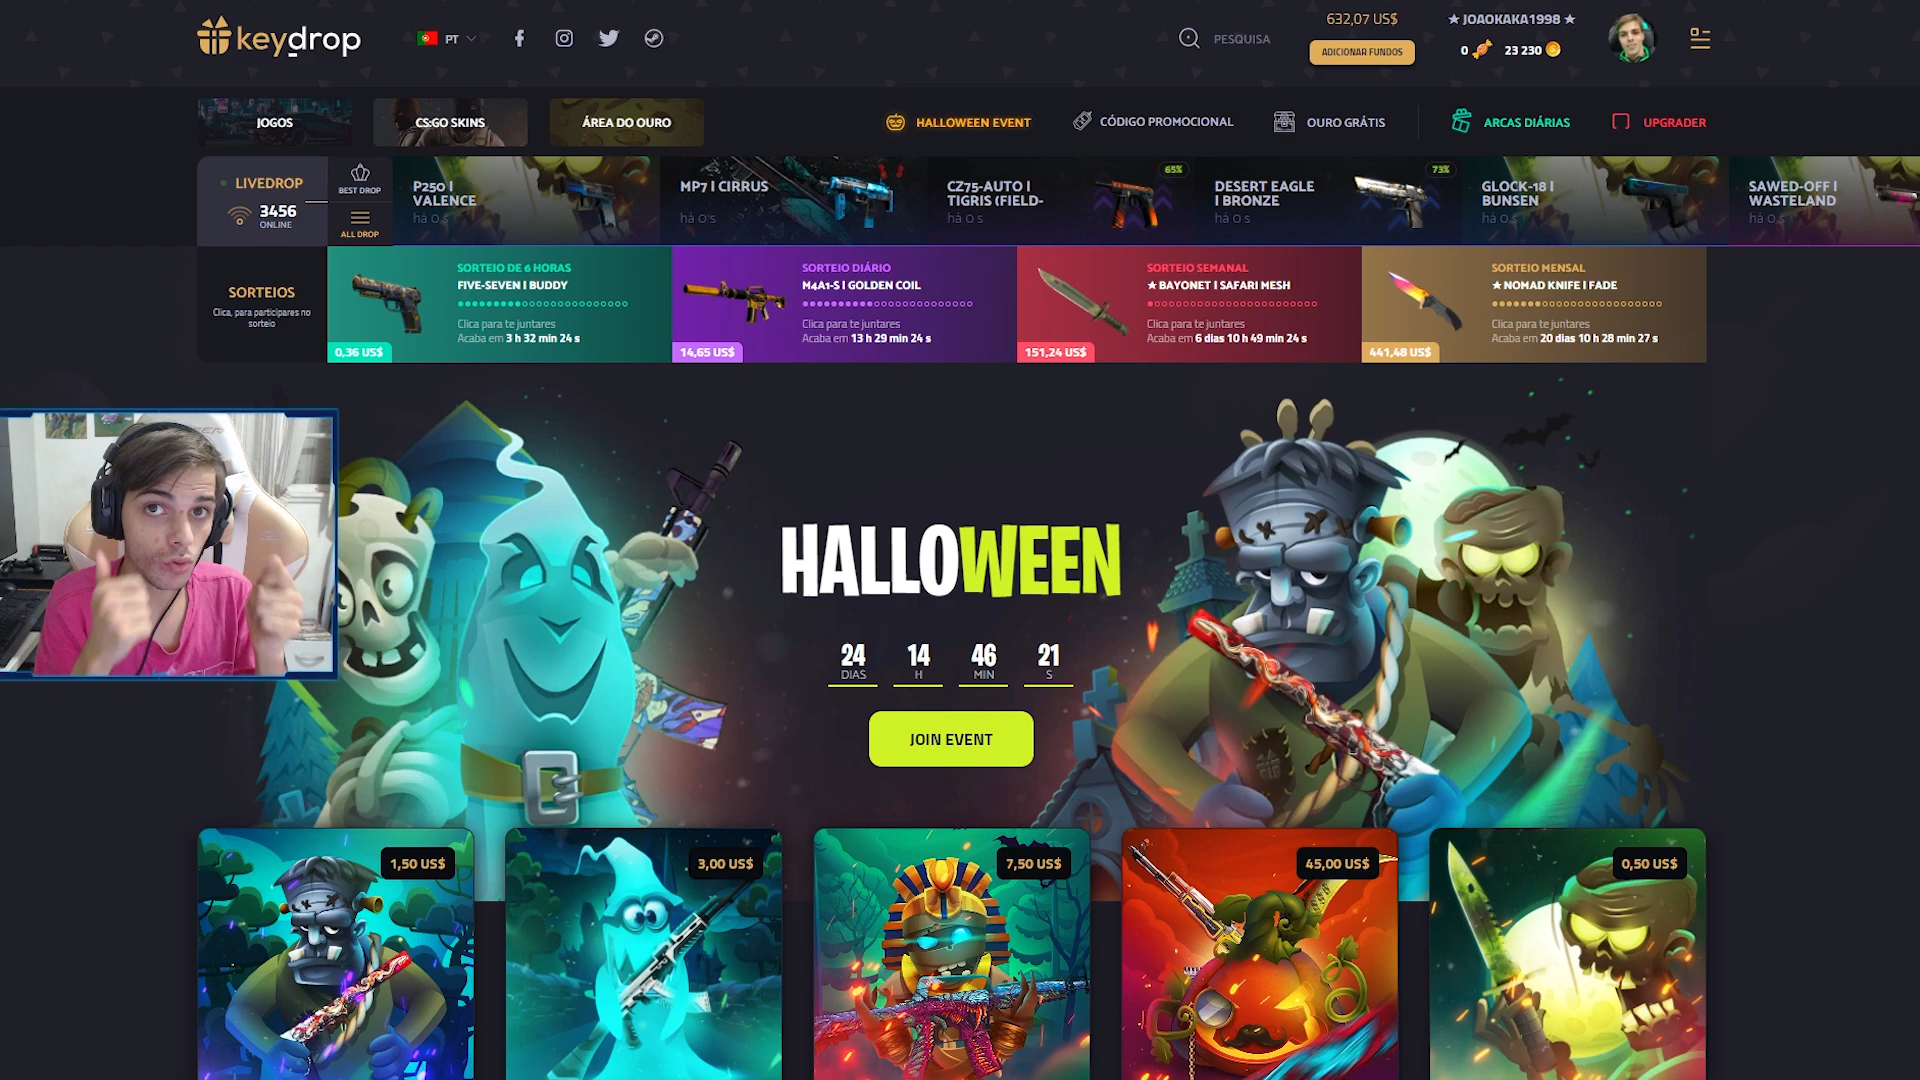 keydrop
PT
PESQUISA
632,07 US$
ADICIONAR FUNDOS
★ JOAOKAKA1998 ★
0
23 230
JOGOS
CS:GO SKINS
ÁREA DO OURO
HALLOWEEN EVENT
CÓDIGO PROMOCIONAL
OURO GRÁTIS
ARCAS DIÁRIAS
UPGRADER
LIVEDROP
3456
ONLINE
BEST DROP
ALL DROP
P250 |
VALENCE
há 0 s
MP7 | CIRRUS
há 0 s
CZ75-AUTO |
TIGRIS (FIELD-
há 0 s
65%
DESERT EAGLE
| BRONZE
há 0 s
73%
GLOCK-18 |
BUNSEN
há 0 s
SAWED-OFF |
WASTELAND
há 0 s
SORTEIOS
Clica, para participares no
sorteio
SORTEIO DE 6 HORAS
FIVE-SEVEN | BUDDY
Clica para te juntares
Acaba em 3 h 32 min 24 s
0,36 US$
SORTEIO DIÁRIO
M4A1-S | GOLDEN COIL
Clica para te juntares
Acaba em 13 h 29 min 24 s
14,65 US$
SORTEIO SEMANAL
★ BAYONET | SAFARI MESH
Clica para te juntares
Acaba em 6 dias 10 h 49 min 24 s
151,24 US$
SORTEIO MENSAL
★ NOMAD KNIFE | FADE
Clica para te juntares
Acaba em 20 dias 10 h 28 min 27 s
441,48 US$
HALLOWEEN
24 14 46 21
DIAS H MIN S
JOIN EVENT
1,50 US$
3,00 US$
7,50 US$
45,00 US$
0,50 US$